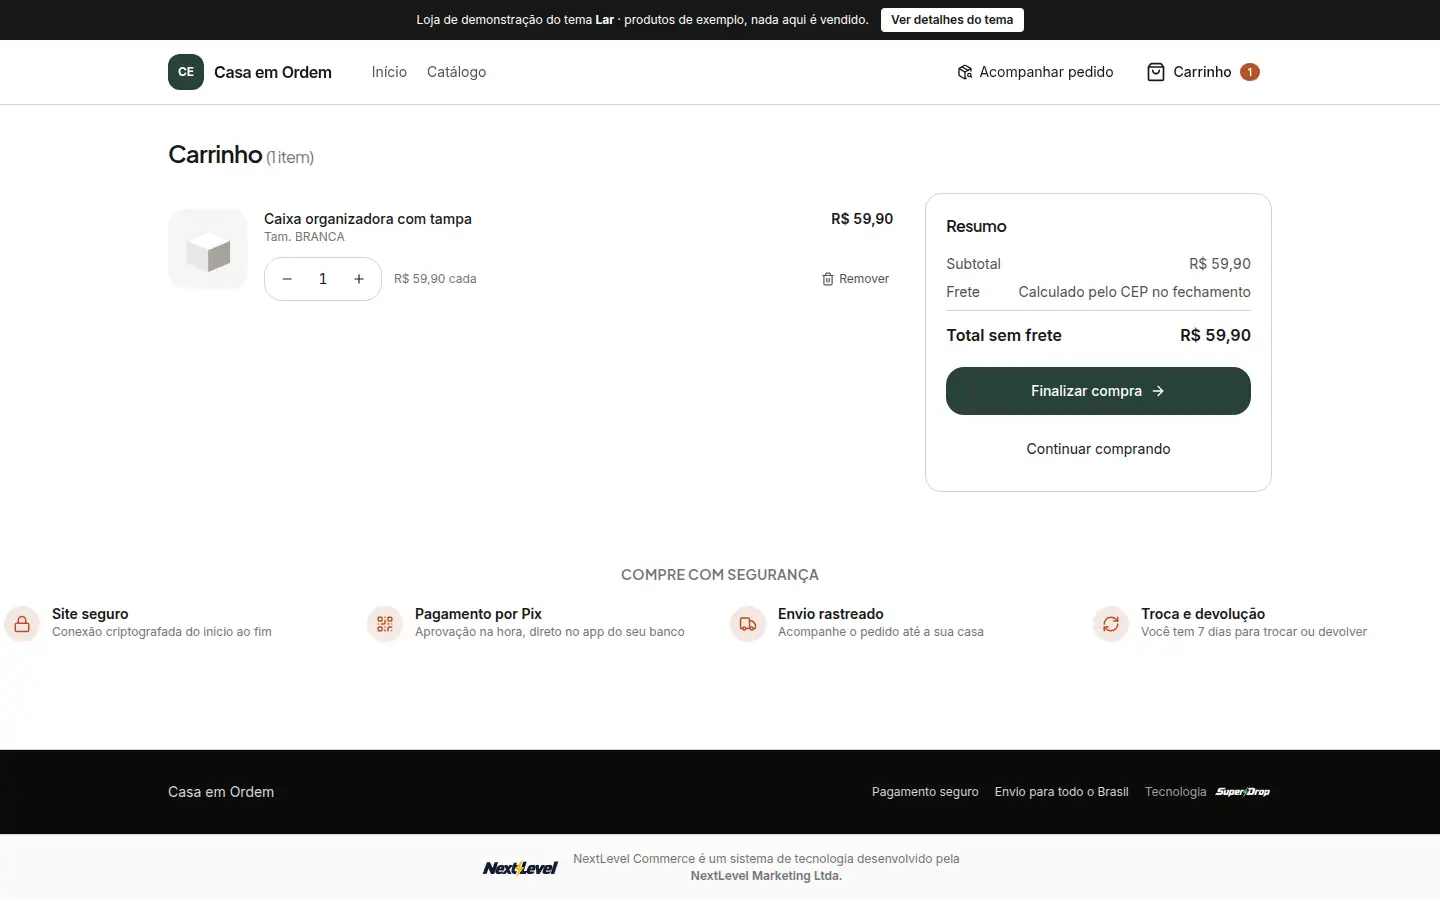 Loja de demonstração do tema Lar · produtos de exemplo, nada aqui é vendido. Ver detalhes do tema
CE Casa em Ordem Início Catálogo Acompanhar pedido Carrinho 1
Carrinho (1 item)
Caixa organizadora com tampa R$ 59,90
Tam. BRANCA
− 1 + R$ 59,90 cada Remover
Resumo
Subtotal R$ 59,90
Frete Calculado pelo CEP no fechamento
Total sem frete R$ 59,90
Finalizar compra →
Continuar comprando
COMPRE COM SEGURANÇA
Site seguro
Conexão criptografada do início ao fim
Pagamento por Pix
Aprovação na hora, direto no app do seu banco
Envio rastreado
Acompanhe o pedido até a sua casa
Troca e devolução
Você tem 7 dias para trocar ou devolver
Casa em Ordem Pagamento seguro Envio para todo o Brasil Tecnologia SuperDrop
NextLevel NextLevel Commerce é um sistema de tecnologia desenvolvido pela
NextLevel Marketing Ltda.